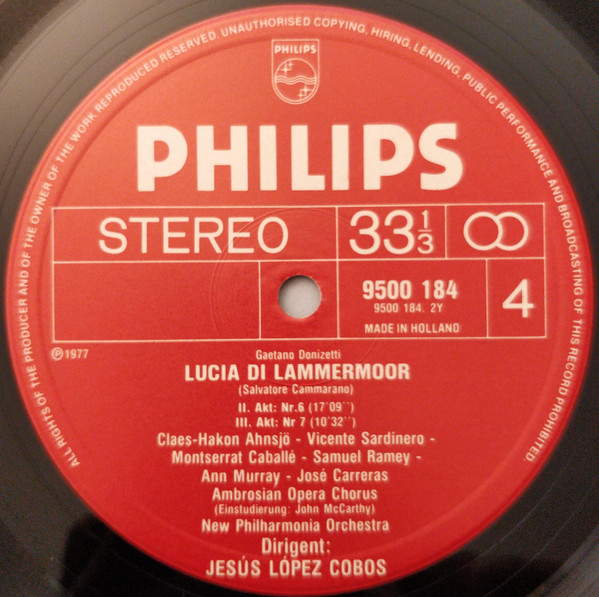 ALL RIGHTS OF THE PRODUCER AND OF THE OWNER OF THE WORK REPRODUCED RESERVED. UNAUTHORISED COPYING, HIRING, LENDING, PUBLIC PERFORMANCE AND BROADCASTING OF THIS RECORD PROHIBITED.
PHILIPS
PHILIPS
STEREO 33 1/3
9500 184
9500 184. 2Y
MADE IN HOLLAND
4
℗1977
Gaetano Donizetti
LUCIA DI LAMMERMOOR
(Salvatore Cammarano)
II. Akt: Nr.6 (17'09'')
III. Akt: Nr 7 (10'32'')
Claes-Hakon Ahnsjö - Vicente Sardinero -
Montserrat Caballé - Samuel Ramey -
Ann Murray - José Carreras
Ambrosian Opera Chorus
(Einstudierung: John McCarthy)
New Philharmonia Orchestra
Dirigent:
JESÚS LÓPEZ COBOS